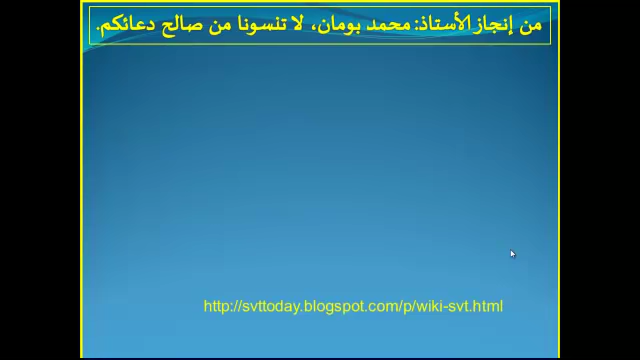 من إنجاز الأستاذ: محمد بومان، لا تنسونا من صالح دعائكم.
http://svttoday.blogspot.com/p/wiki-svt.html